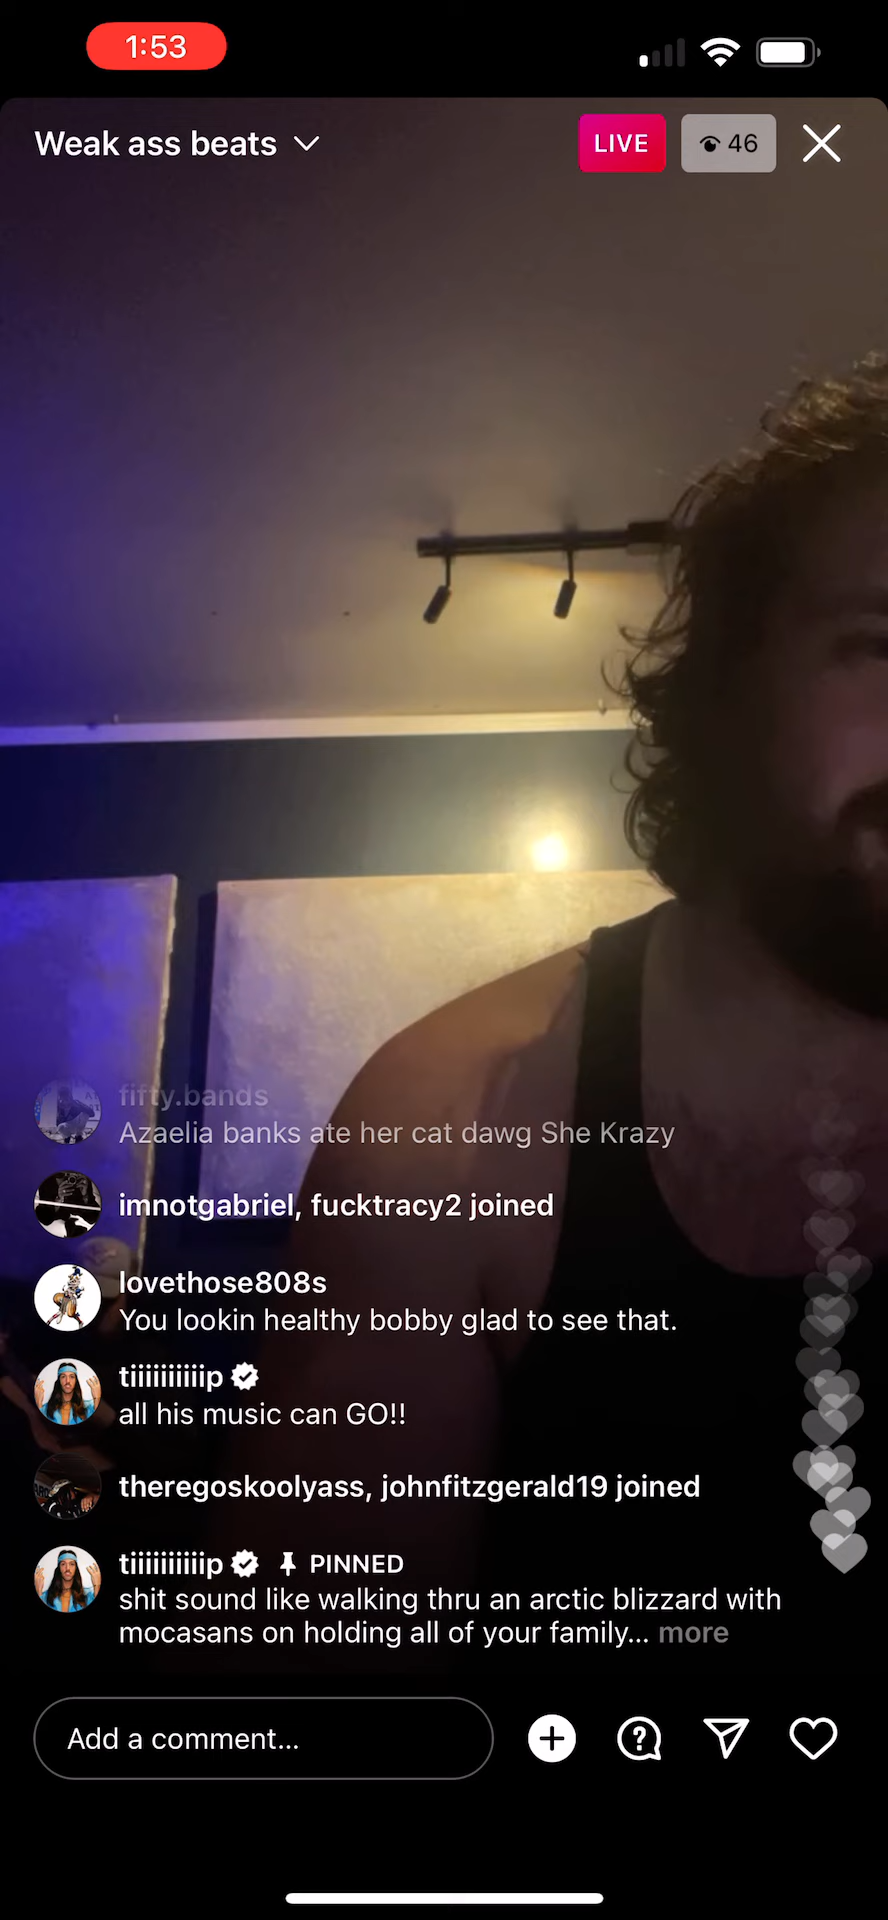 1:53
Weak ass beats
LIVE
46
fifty.bands
Azaelia banks ate her cat dawg She Krazy
imnotgabriel, fucktracy2 joined
lovethose808s
You lookin healthy bobby glad to see that.
tiiiiiiiiiip
all his music can GO!!
theregoskoolyass, johnfitzgerald19 joined
tiiiiiiiiiip PINNED
shit sound like walking thru an arctic blizzard with
mocasans on holding all of your family... more
Add a comment...